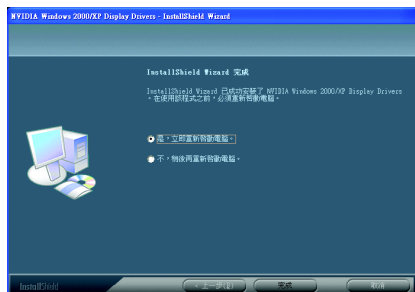 NVIDIA Windows 2000/XP Display Drivers - InstallShield Wizard
InstallShield Wizard 完成
InstallShield Wizard 已成功安裝了 NVIDIA Windows 2000/XP Display Drivers
。在使用該程式之前，必須重新啟動電腦。
是，立即重新啟動電腦。
不，稍後再重新啟動電腦。
InstallShield
< 上一步(B)
完成
取消